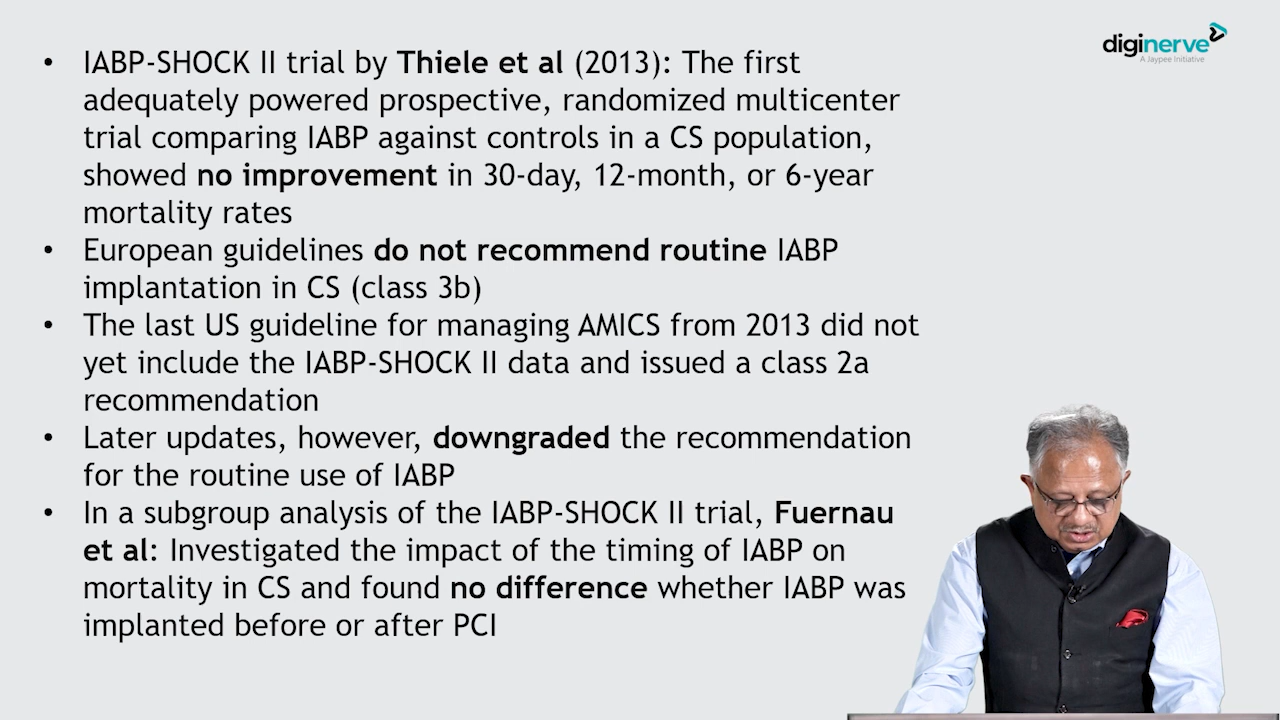 diginerve
A Jaypee Initiative
• IABP-SHOCK II trial by Thiele et al (2013): The first
adequately powered prospective, randomized multicenter
trial comparing IABP against controls in a CS population,
showed no improvement in 30-day, 12-month, or 6-year
mortality rates
• European guidelines do not recommend routine IABP
implantation in CS (class 3b)
• The last US guideline for managing AMICS from 2013 did not
yet include the IABP-SHOCK II data and issued a class 2a
recommendation
• Later updates, however, downgraded the recommendation
for the routine use of IABP
• In a subgroup analysis of the IABP-SHOCK II trial, Fuernau
et al: Investigated the impact of the timing of IABP on
mortality in CS and found no difference whether IABP was
implanted before or after PCI